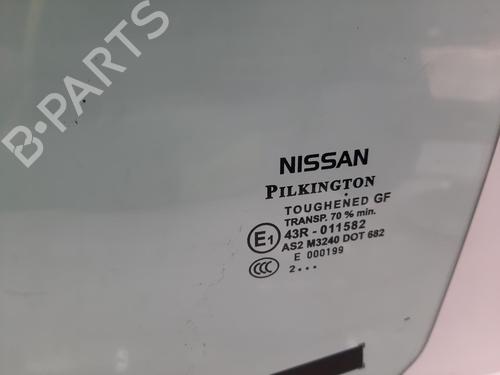 B-PARTS
NISSAN
PILKINGTON
TOUGHENED GF
TRANSP. 70 % min.
E1 43R - 011582
AS2 M3240 DOT 682
E 000199
CCC 2•••